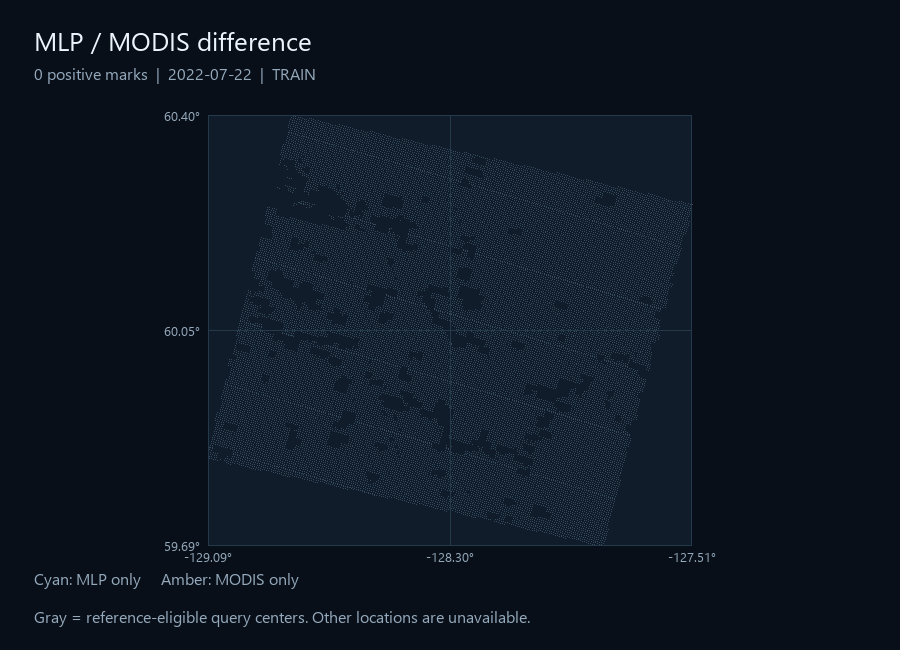 MLP / MODIS difference
0 positive marks | 2022-07-22 | TRAIN
60.40°
60.05°
59.69°
-129.09° -128.30° -127.51°
Cyan: MLP only Amber: MODIS only
Gray = reference-eligible query centers. Other locations are unavailable.